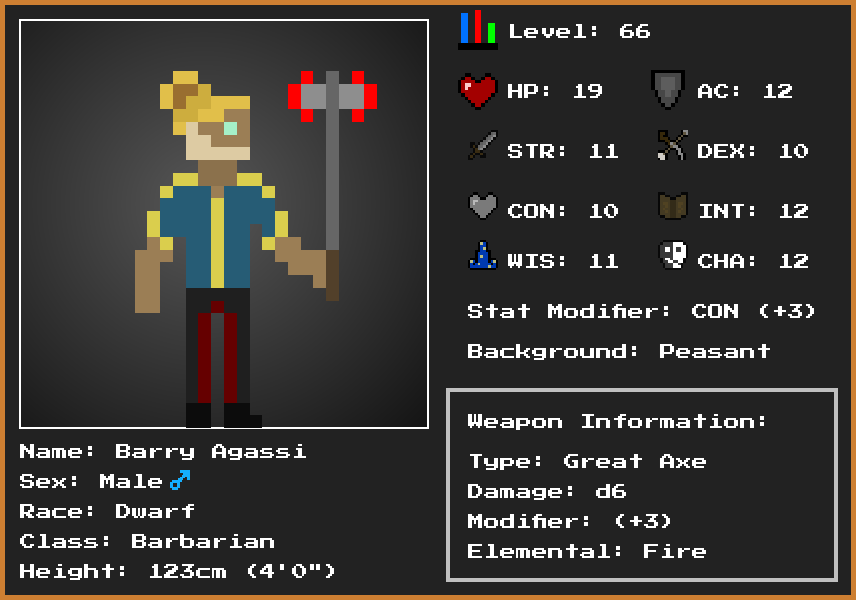 Level: 66
HP: 19 AC: 12
STR: 11 DEX: 10
CON: 10 INT: 12
WIS: 11 CHA: 12
Stat Modifier: CON (+3)
Background: Peasant
Weapon Information:
Type: Great Axe
Damage: d6
Modifier: (+3)
Elemental: Fire
Name: Barry Agassi
Sex: Male♂
Race: Dwarf
Class: Barbarian
Height: 123cm (4'0")